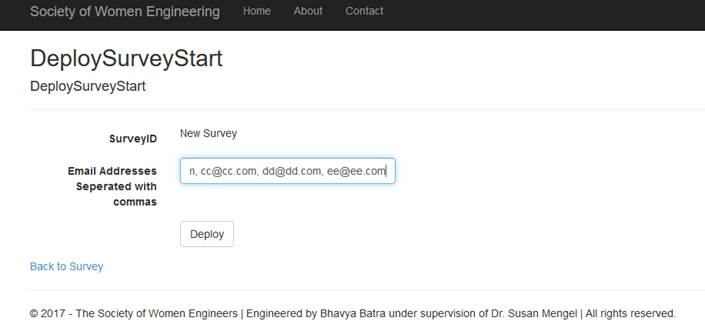 Society of Women Engineering Home About Contact
DeploySurveyStart
DeploySurveyStart
SurveyID New Survey
Email Addresses
Seperated with
commas
n, cc@cc.com, dd@dd.com, ee@ee.com
Deploy
Back to Survey
© 2017 - The Society of Women Engineers | Engineered by Bhavya Batra under supervision of Dr. Susan Mengel | All rights reserved.